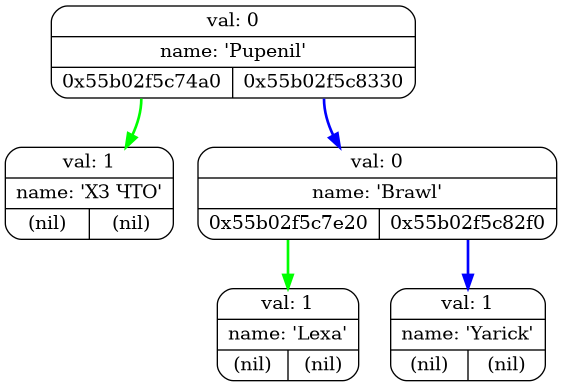 val: 0
name: 'Pupenil'
0x55b02f5c74a0 0x55b02f5c8330
val: 1
name: 'ХЗ ЧТО'
(nil) (nil)
val: 0
name: 'Brawl'
0x55b02f5c7e20 0x55b02f5c82f0
val: 1
name: 'Lexa'
(nil) (nil)
val: 1
name: 'Yarick'
(nil) (nil)